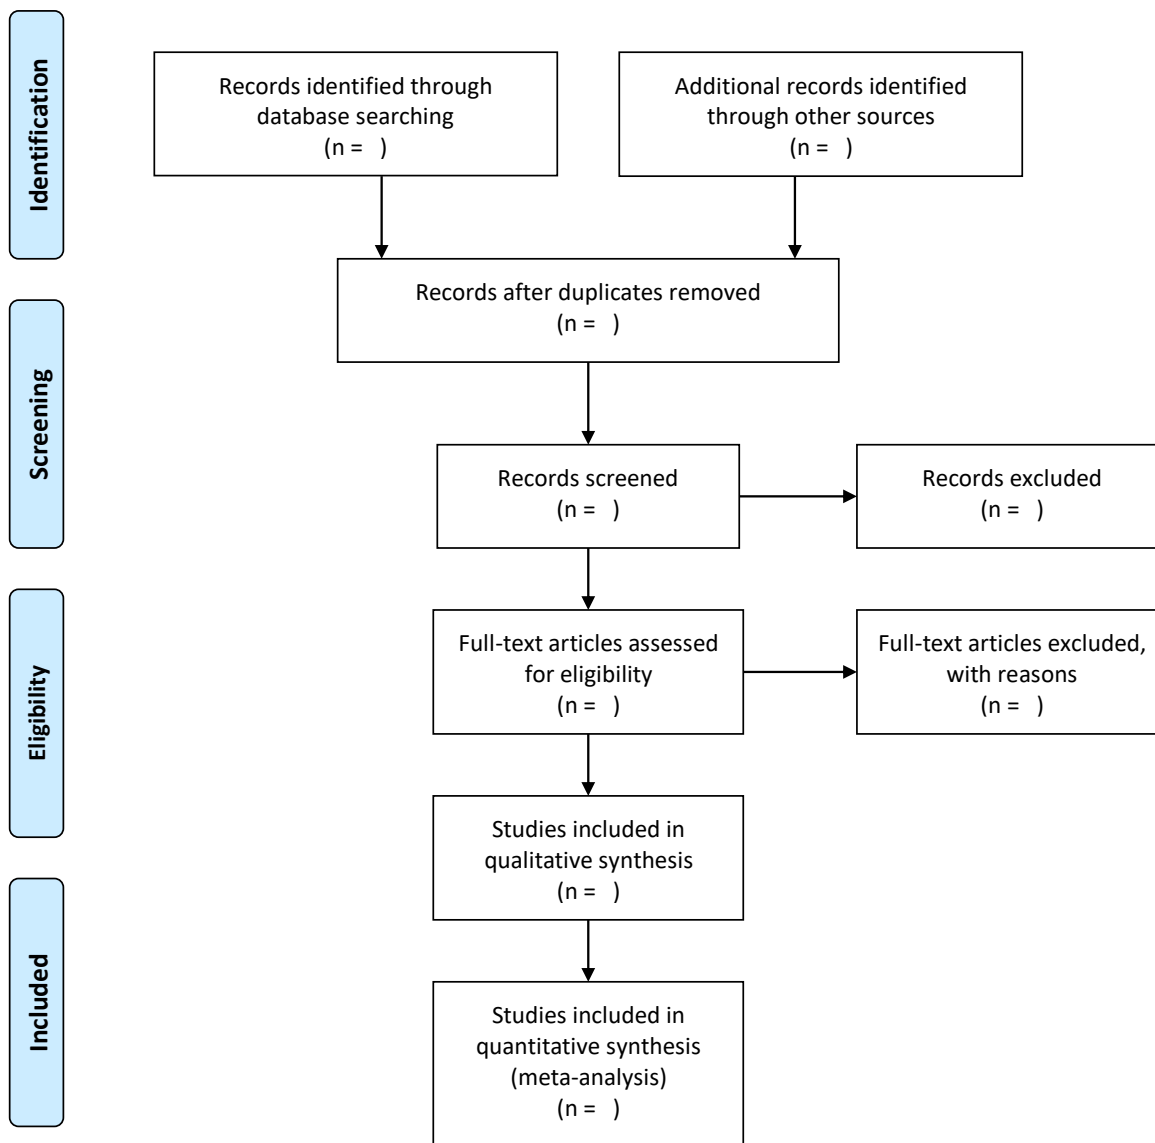 Identification
Records identified through
database searching
(n =   )
Additional records identified
through other sources
(n =   )
Records after duplicates removed
(n =   )
Screening
Records screened
(n =   )
Records excluded
(n =   )
Eligibility
Full-text articles assessed
for eligibility
(n =   )
Full-text articles excluded,
with reasons
(n =   )
Studies included in
qualitative synthesis
(n =   )
Included
Studies included in
quantitative synthesis
(meta-analysis)
(n =   )